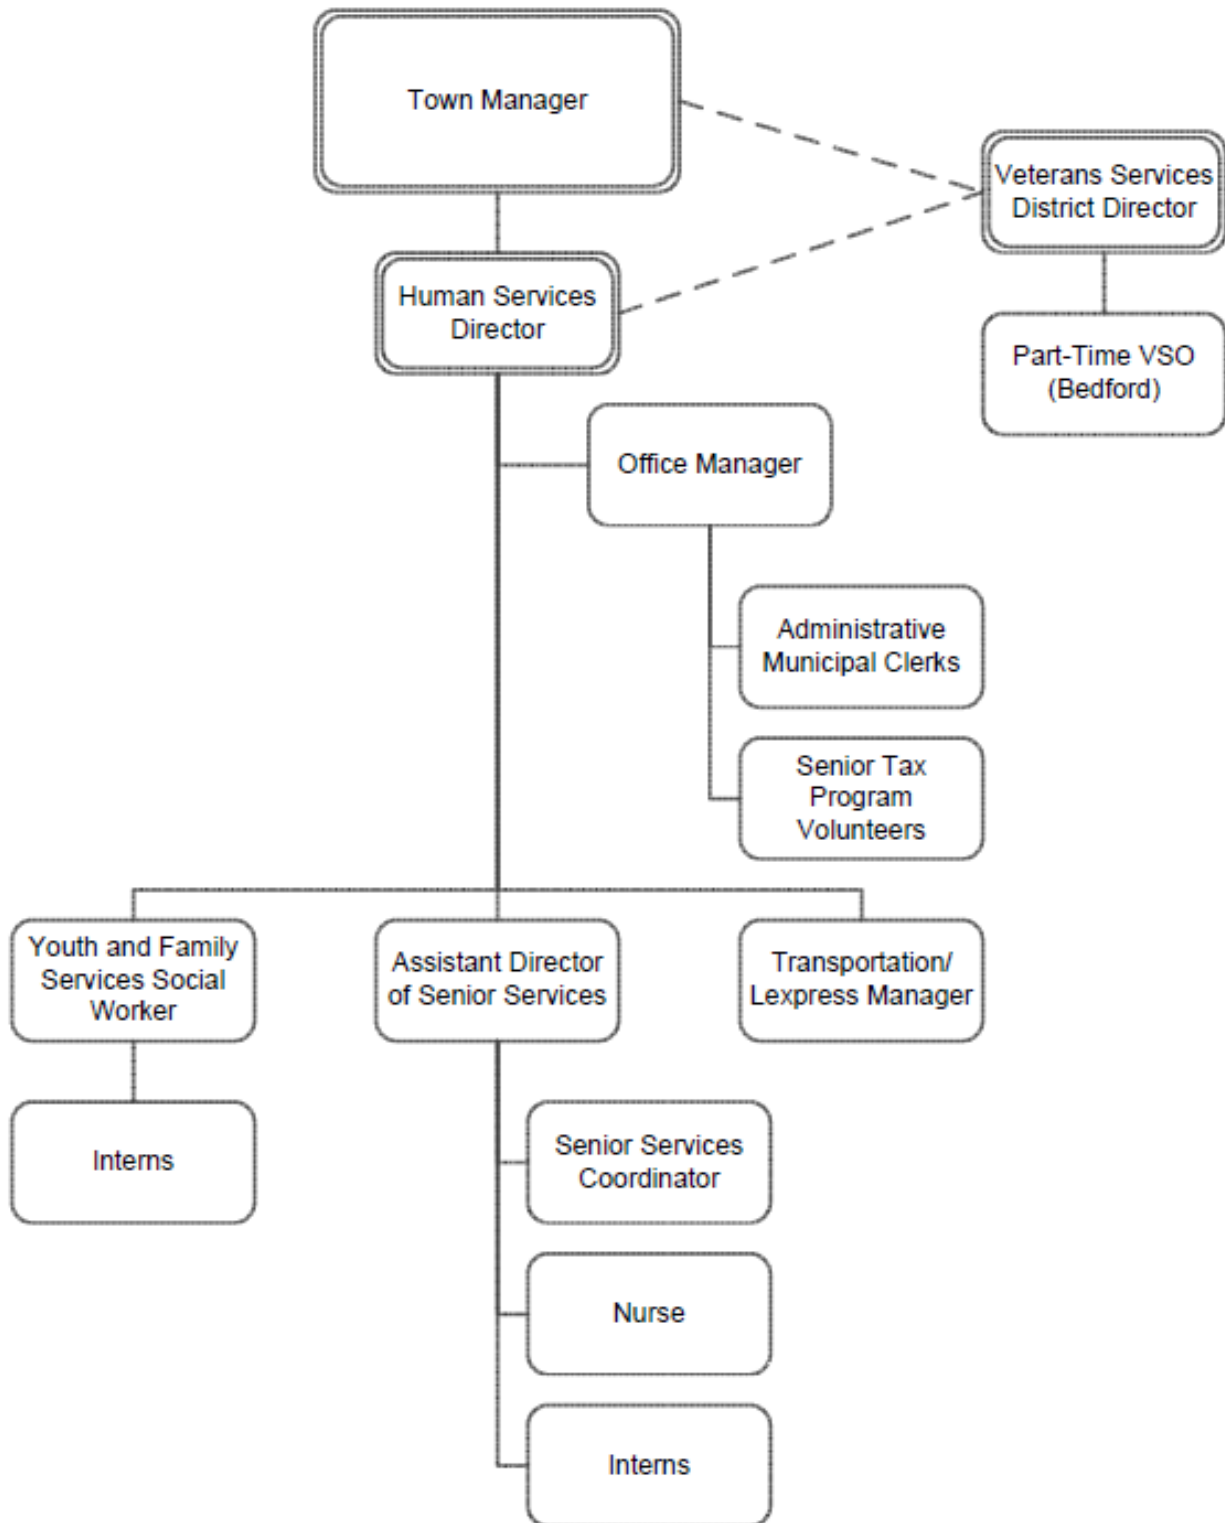 Town Manager
Veterans Services
District Director
Human Services
Director
Part-Time VSO
(Bedford)
Office Manager
Administrative
Municipal Clerks
Senior Tax
Program
Volunteers
Youth and Family
Services Social
Worker
Assistant Director
of Senior Services
Transportation/
Lexpress Manager
Interns
Senior Services
Coordinator
Nurse
Interns